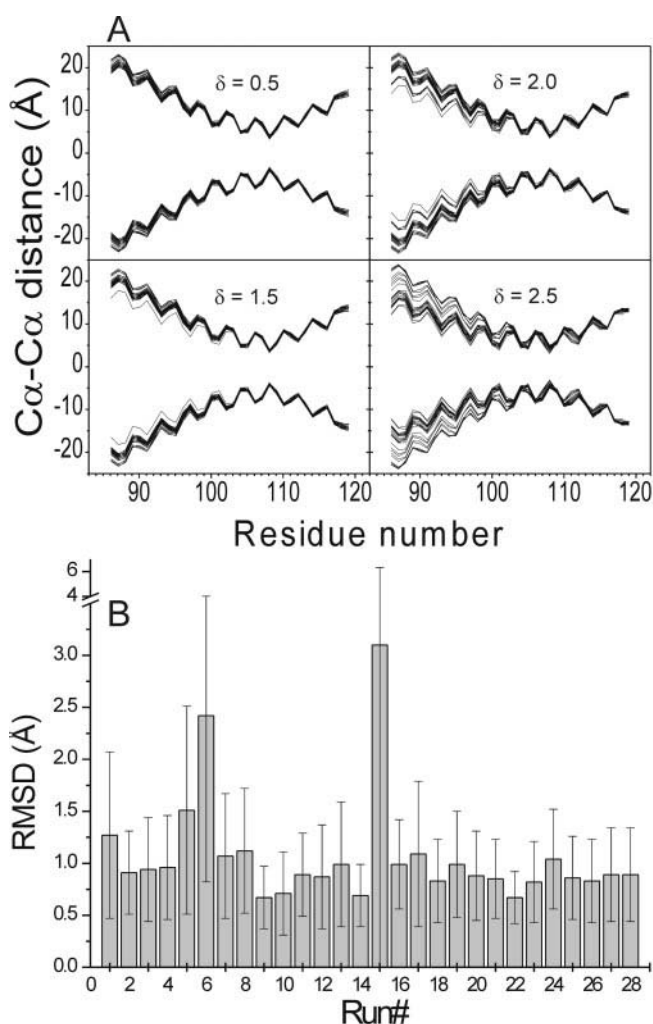 A
Cα-Cα distance (Å)
20
10
0
-10
-20
δ = 0.5
δ = 2.0
20
10
0
-10
-20
δ = 1.5
δ = 2.5
90 100 110 120 90 100 110 120
Residue number
B
RMSD (Å)
6
4
3.0
2.5
2.0
1.5
1.0
0.5
0.0
0 2 4 6 8 10 12 14 16 18 20 22 24 26 28
Run#